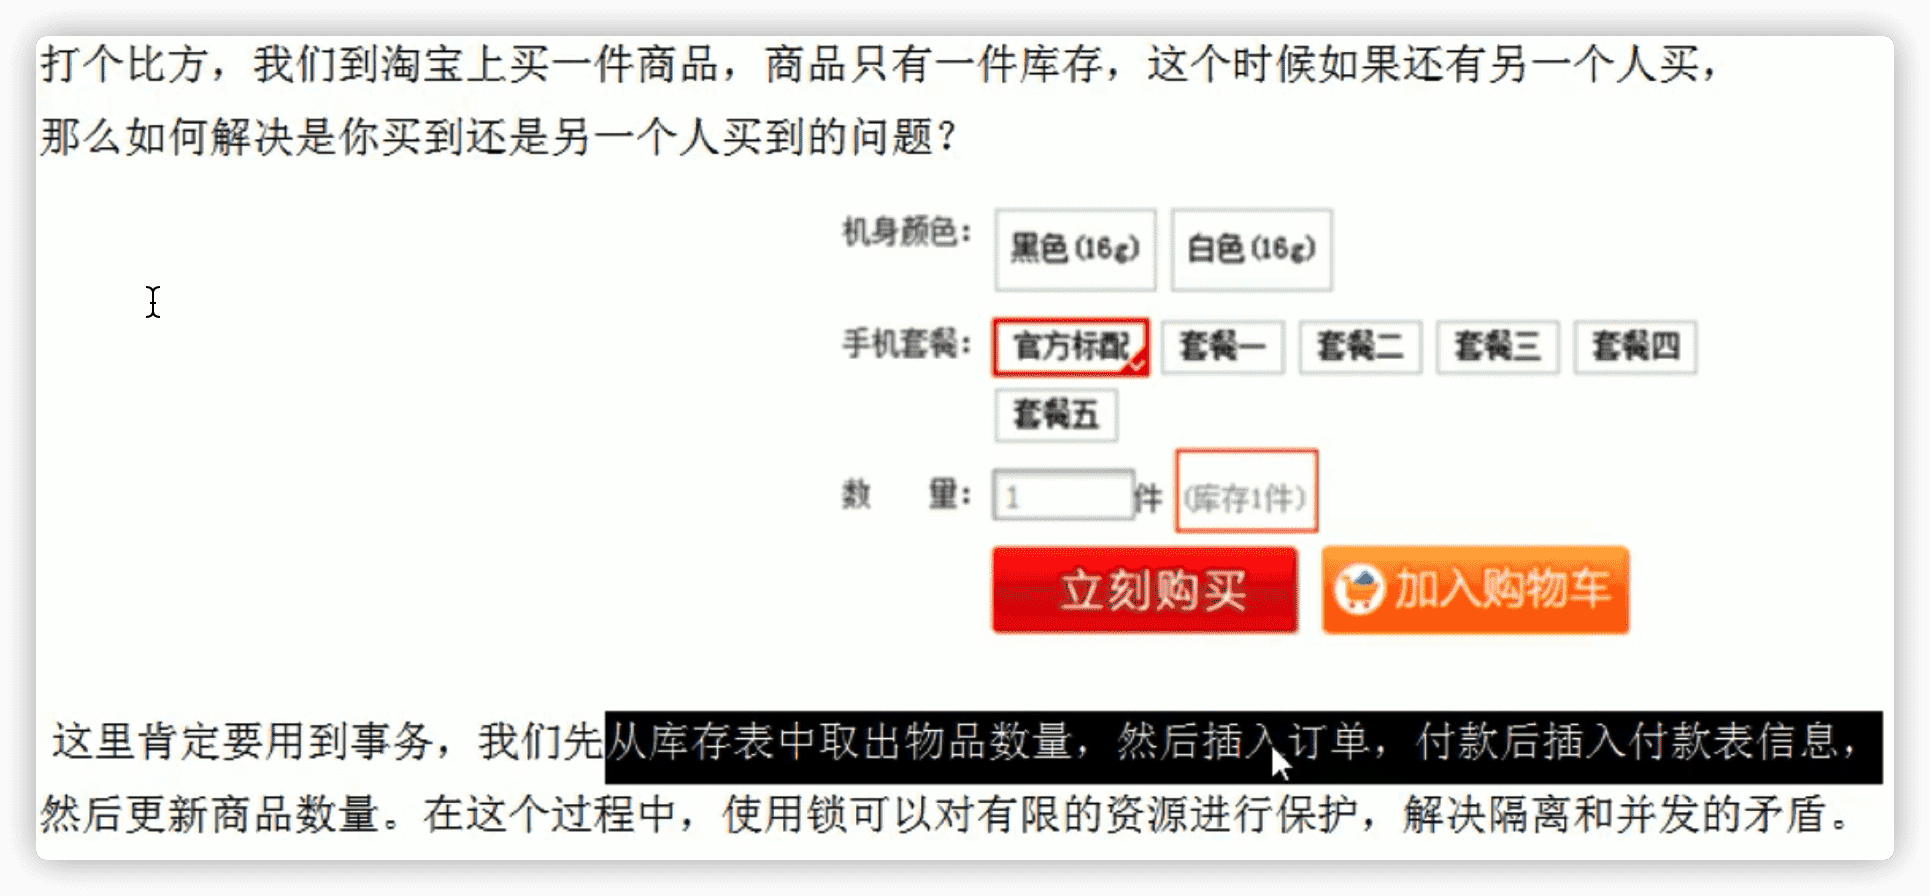 打个比方，我们到淘宝上买一件商品，商品只有一件库存，这个时候如果还有另一个人买，
那么如何解决是你买到还是另一个人买到的问题？
机身颜色： 黑色(16g) 白色(16g)
手机套餐： 官方标配 套餐一 套餐二 套餐三 套餐四
套餐五
数 量： 1 件 (库存1件)
立刻购买 加入购物车
这里肯定要用到事务，我们先从库存表中取出物品数量，然后插入订单，付款后插入付款表信息，
然后更新商品数量。在这个过程中，使用锁可以对有限的资源进行保护，解决隔离和并发的矛盾。